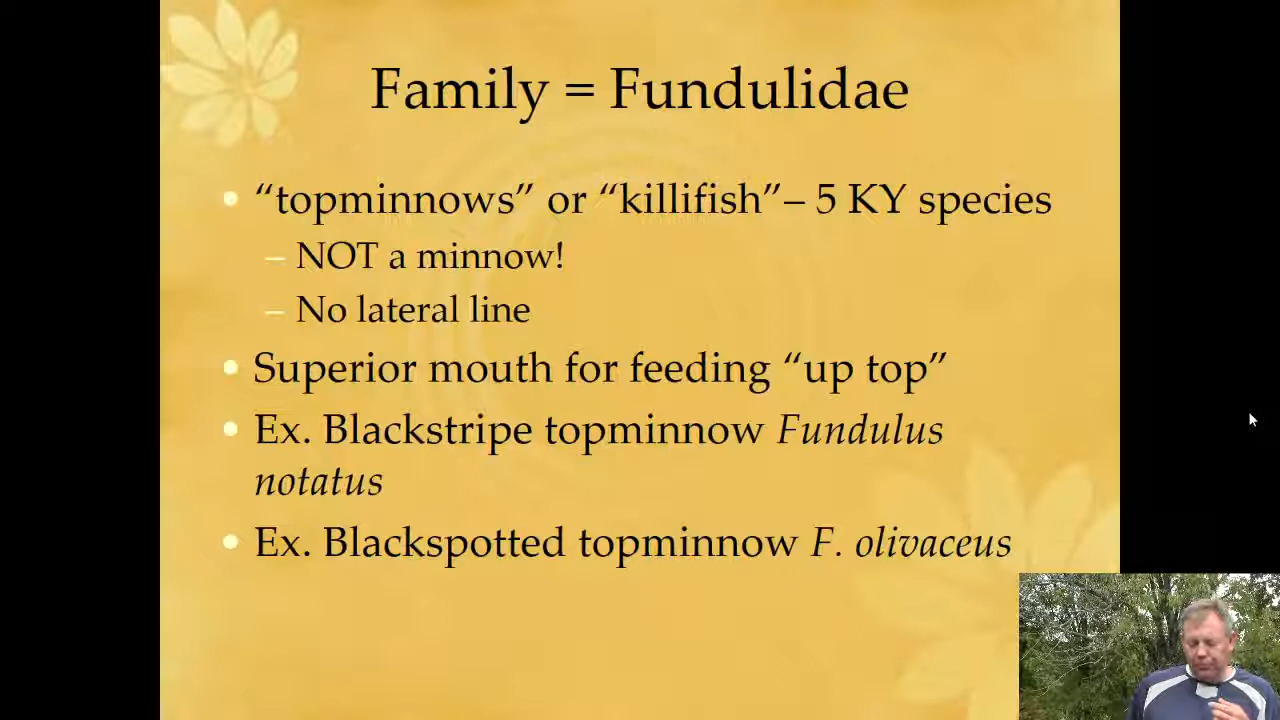 Family = Fundulidae
• “topminnows” or “killifish”– 5 KY species
– NOT a minnow!
– No lateral line
• Superior mouth for feeding “up top”
• Ex. Blackstripe topminnow Fundulus
notatus
• Ex. Blackspotted topminnow F. olivaceus